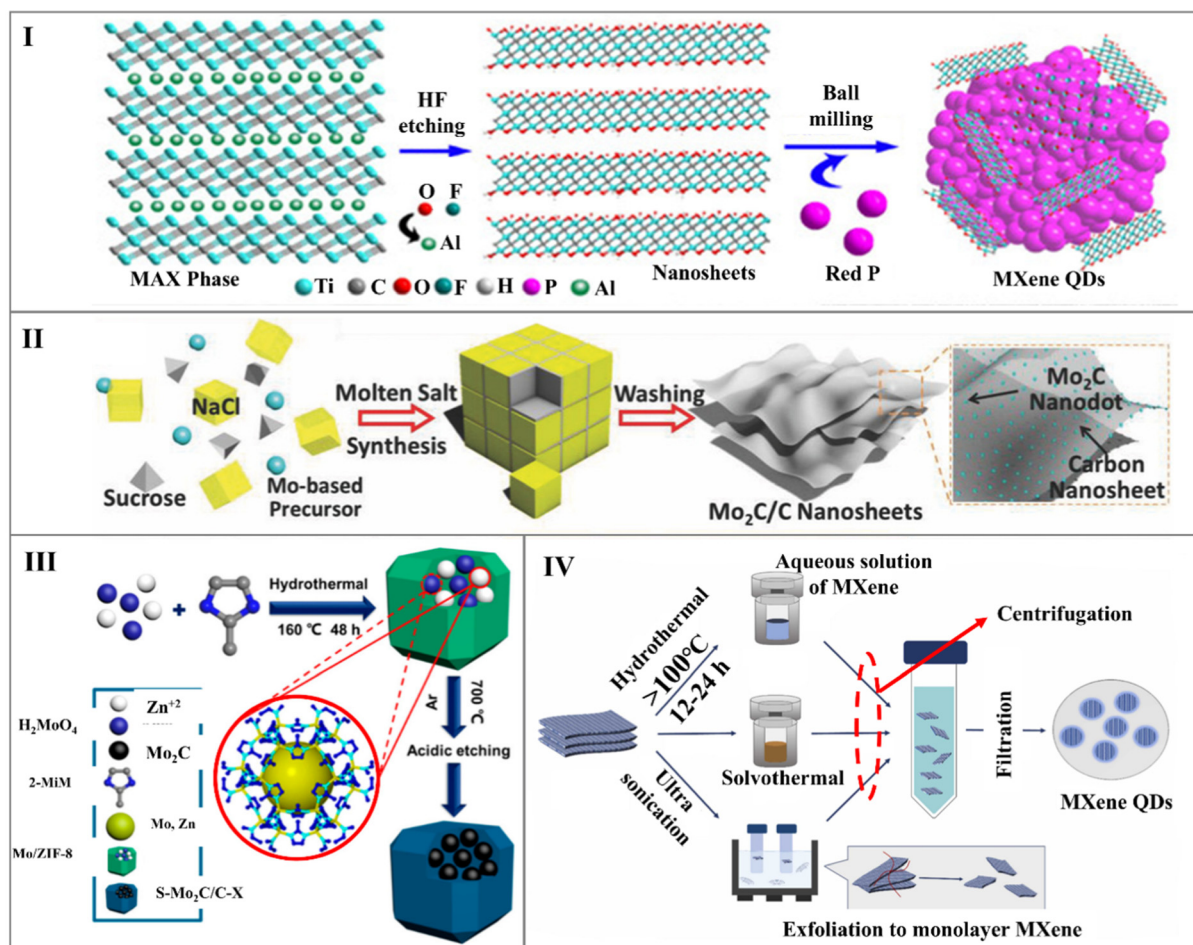 I
HF
etching
O F
Al
Ball
milling
Red P
MAX Phase
Nanosheets
MXene QDs
Ti C O F H P Al
II
NaCl
Sucrose
Mo-based
Precursor
Molten Salt
Synthesis
Washing
Mo₂C/C Nanosheets
Mo₂C
Nanodot
Carbon
Nanosheet
III
+
Hydrothermal
160 °C 48 h
700 °C
Ar
Acidic etching
Zn⁺²
H₂MoO₄
Mo₂C
2-MiM
Mo, Zn
Mo/ZIF-8
S-Mo₂C/C-X
IV
Hydrothermal
>100°C
12-24 h
Aqueous solution
of MXene
Centrifugation
Solvothermal
Ultra
sonication
Filtration
MXene QDs
Exfoliation to monolayer MXene